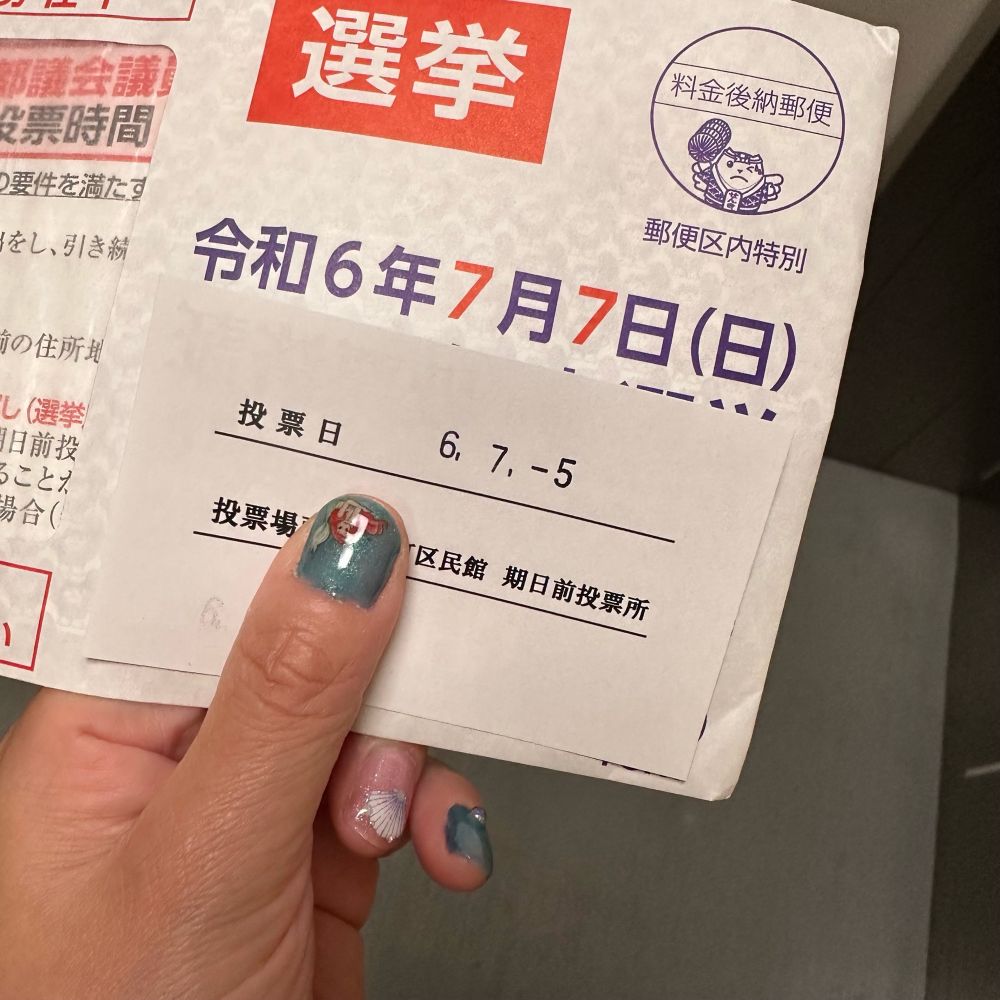 選挙
料金後納郵便
郵便区内特別
令和6年7月7日(日)
都議会議員
投票時間
の要件を満たす
出をし、引き続
前の住所地
し(選挙
期日前投
ることが
場合(
い
投票日 6. 7. -5
投票場
区民館 期日前投票所